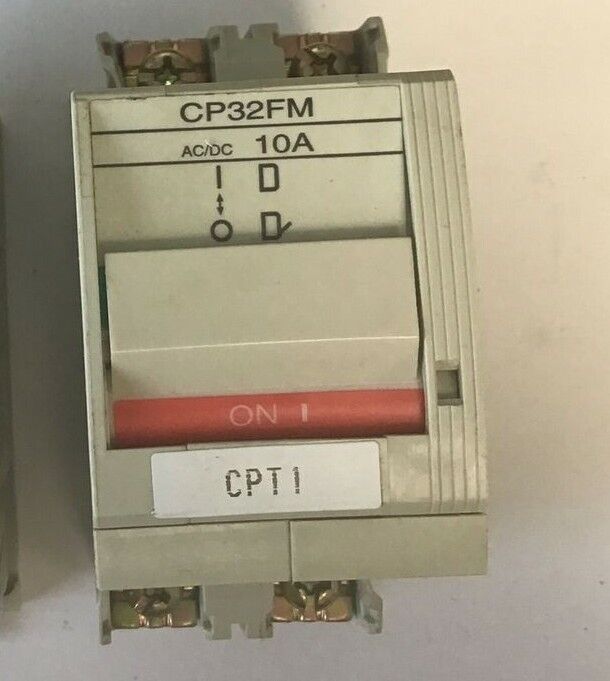 CP32FM
AC/DC 10A
I
O
ON I
CPT1